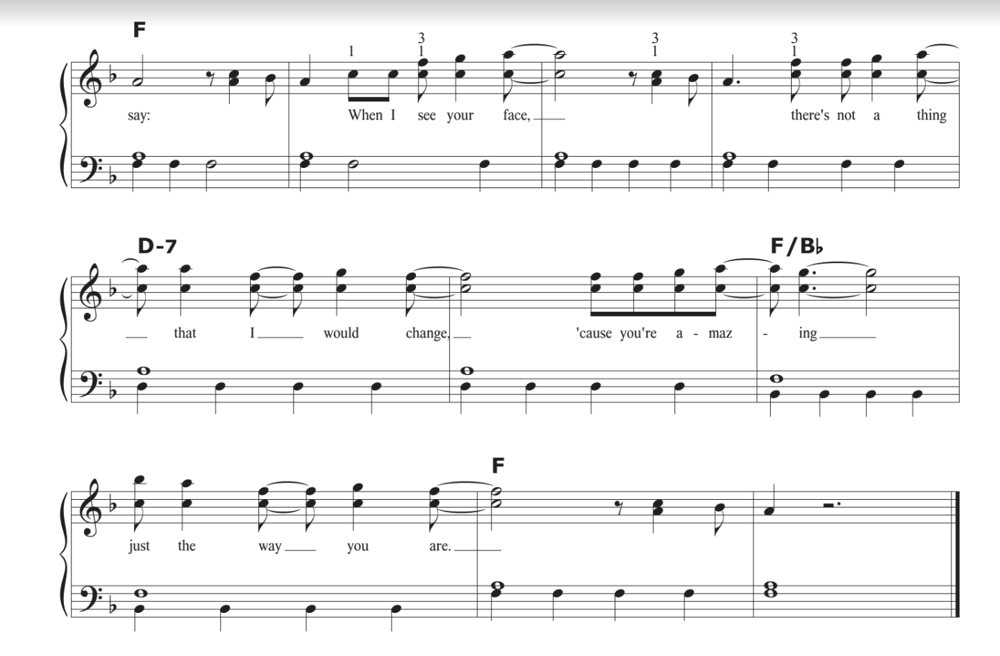 F
3 3 3
1 1 1 1
say: When I see your face, there's not a thing
D-7 F/B♭
that I would change, 'cause you're a - maz - ing
F
just the way you are.